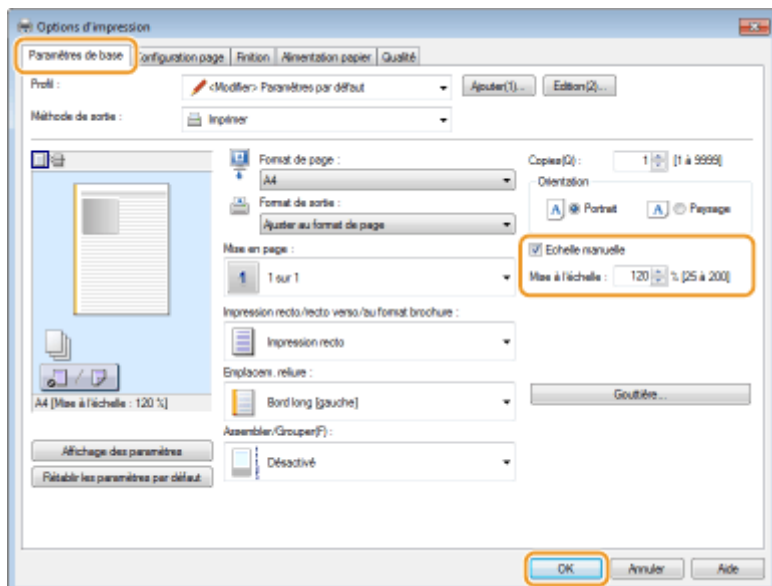 Options d'impression
Paramètres de base Configuration page Finition Alimentation papier Qualité
Profil : <Modifier> Paramètres par défaut Ajouter(1)... Edition(2)...
Méthode de sortie : Imprimer
Format de page : Copies(Q) : 1 [1 à 9999]
A4 Orientation
Format de sortie : A Portrait A Paysage
Ajuster au format de page
Mise en page : Echelle manuelle
1 1 sur 1 Mise à l'échelle : 120 % [25 à 200]
Impression recto/recto verso/au format brochure :
Impression recto
Emplacem. reliure :
A4 [Mise à l'échelle : 120 %] Bord long [gauche] Gouttière...
Assembler/Grouper(F) :
Affichage des paramètres Désactivé
Rétablir les paramètres par défaut
OK Annuler Aide